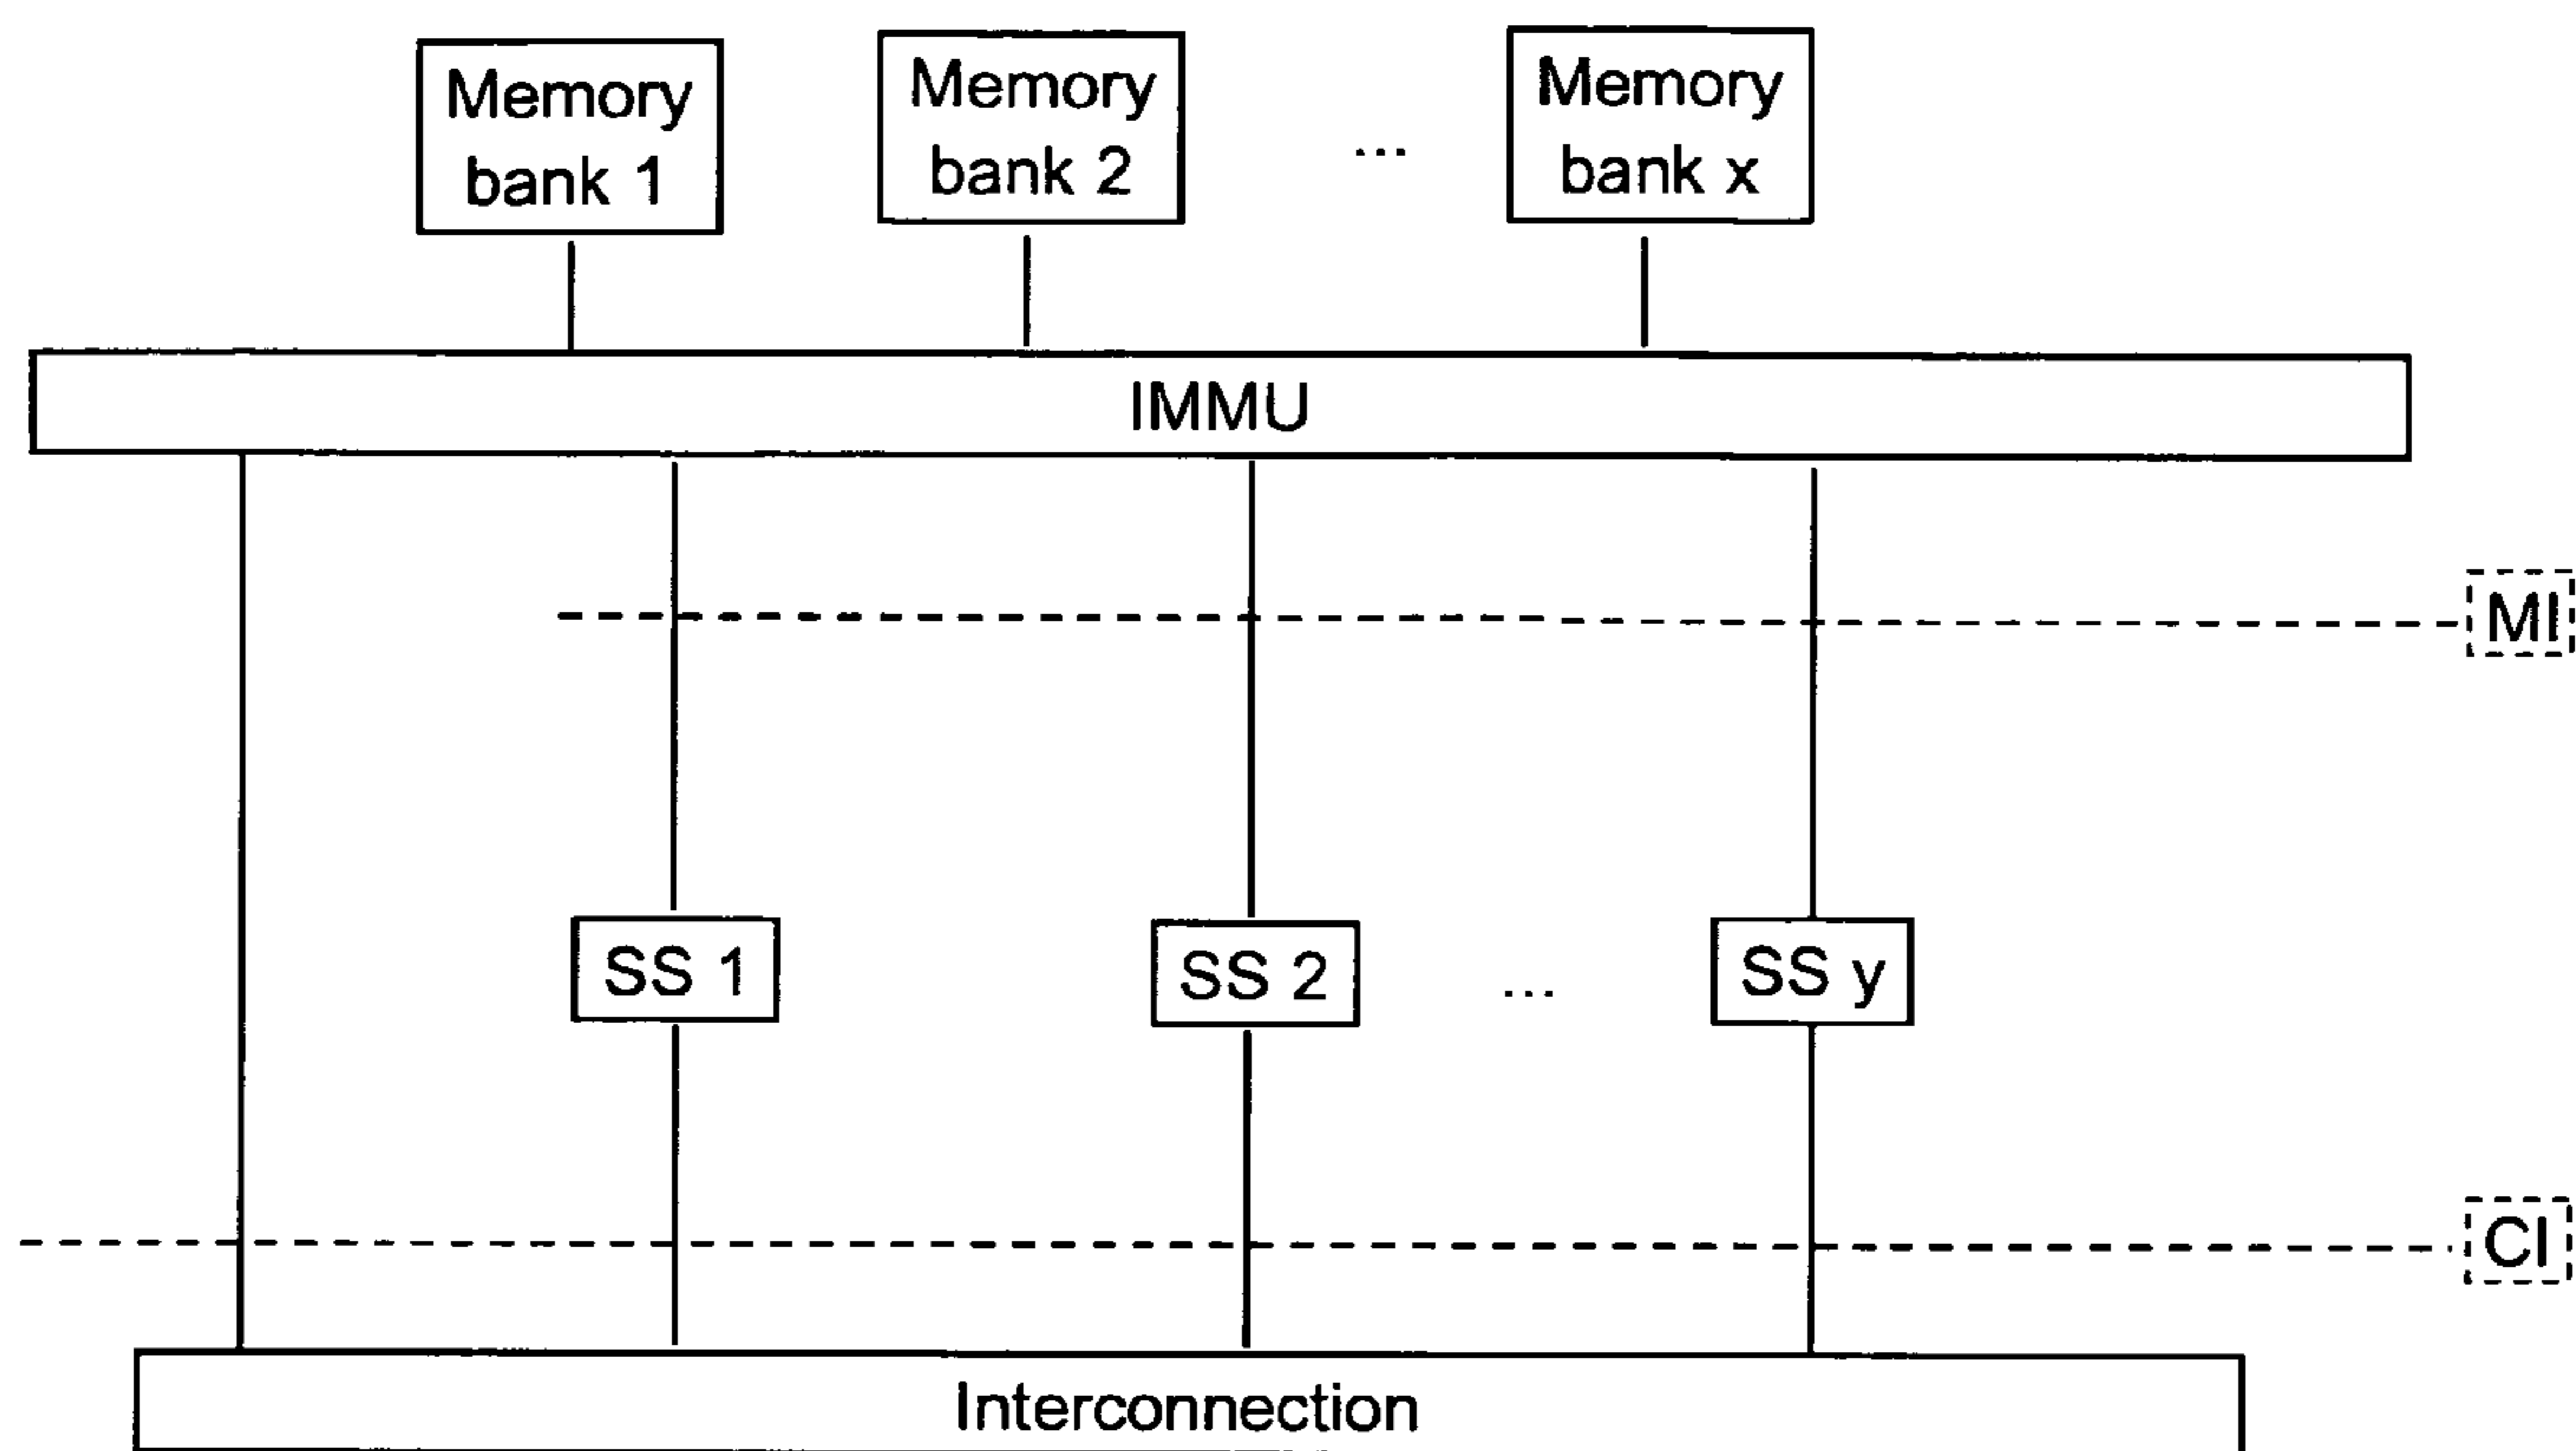 Memory
bank 1
Memory
bank 2
...
Memory
bank x
IMMU
MI
SS 1
SS 2
...
SS y
CI
Interconnection